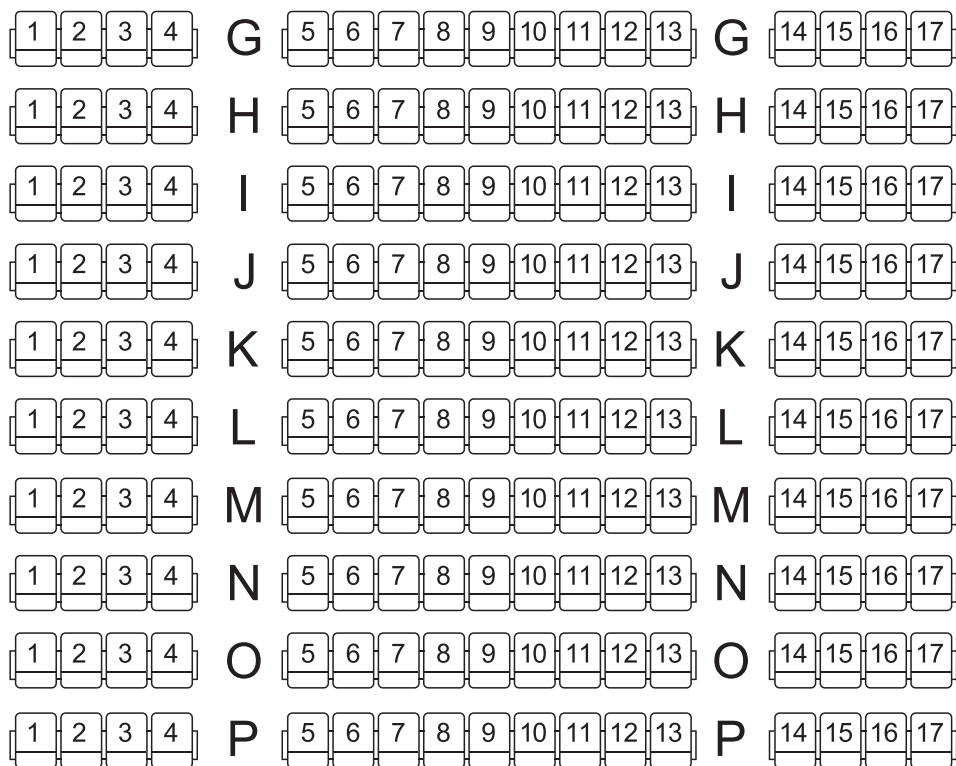 1 2 3 4 G 5 6 7 8 9 10 11 12 13 G 14 15 16 17
1 2 3 4 H 5 6 7 8 9 10 11 12 13 H 14 15 16 17
1 2 3 4 I 5 6 7 8 9 10 11 12 13 I 14 15 16 17
1 2 3 4 J 5 6 7 8 9 10 11 12 13 J 14 15 16 17
1 2 3 4 K 5 6 7 8 9 10 11 12 13 K 14 15 16 17
1 2 3 4 L 5 6 7 8 9 10 11 12 13 L 14 15 16 17
1 2 3 4 M 5 6 7 8 9 10 11 12 13 M 14 15 16 17
1 2 3 4 N 5 6 7 8 9 10 11 12 13 N 14 15 16 17
1 2 3 4 O 5 6 7 8 9 10 11 12 13 O 14 15 16 17
1 2 3 4 P 5 6 7 8 9 10 11 12 13 P 14 15 16 17